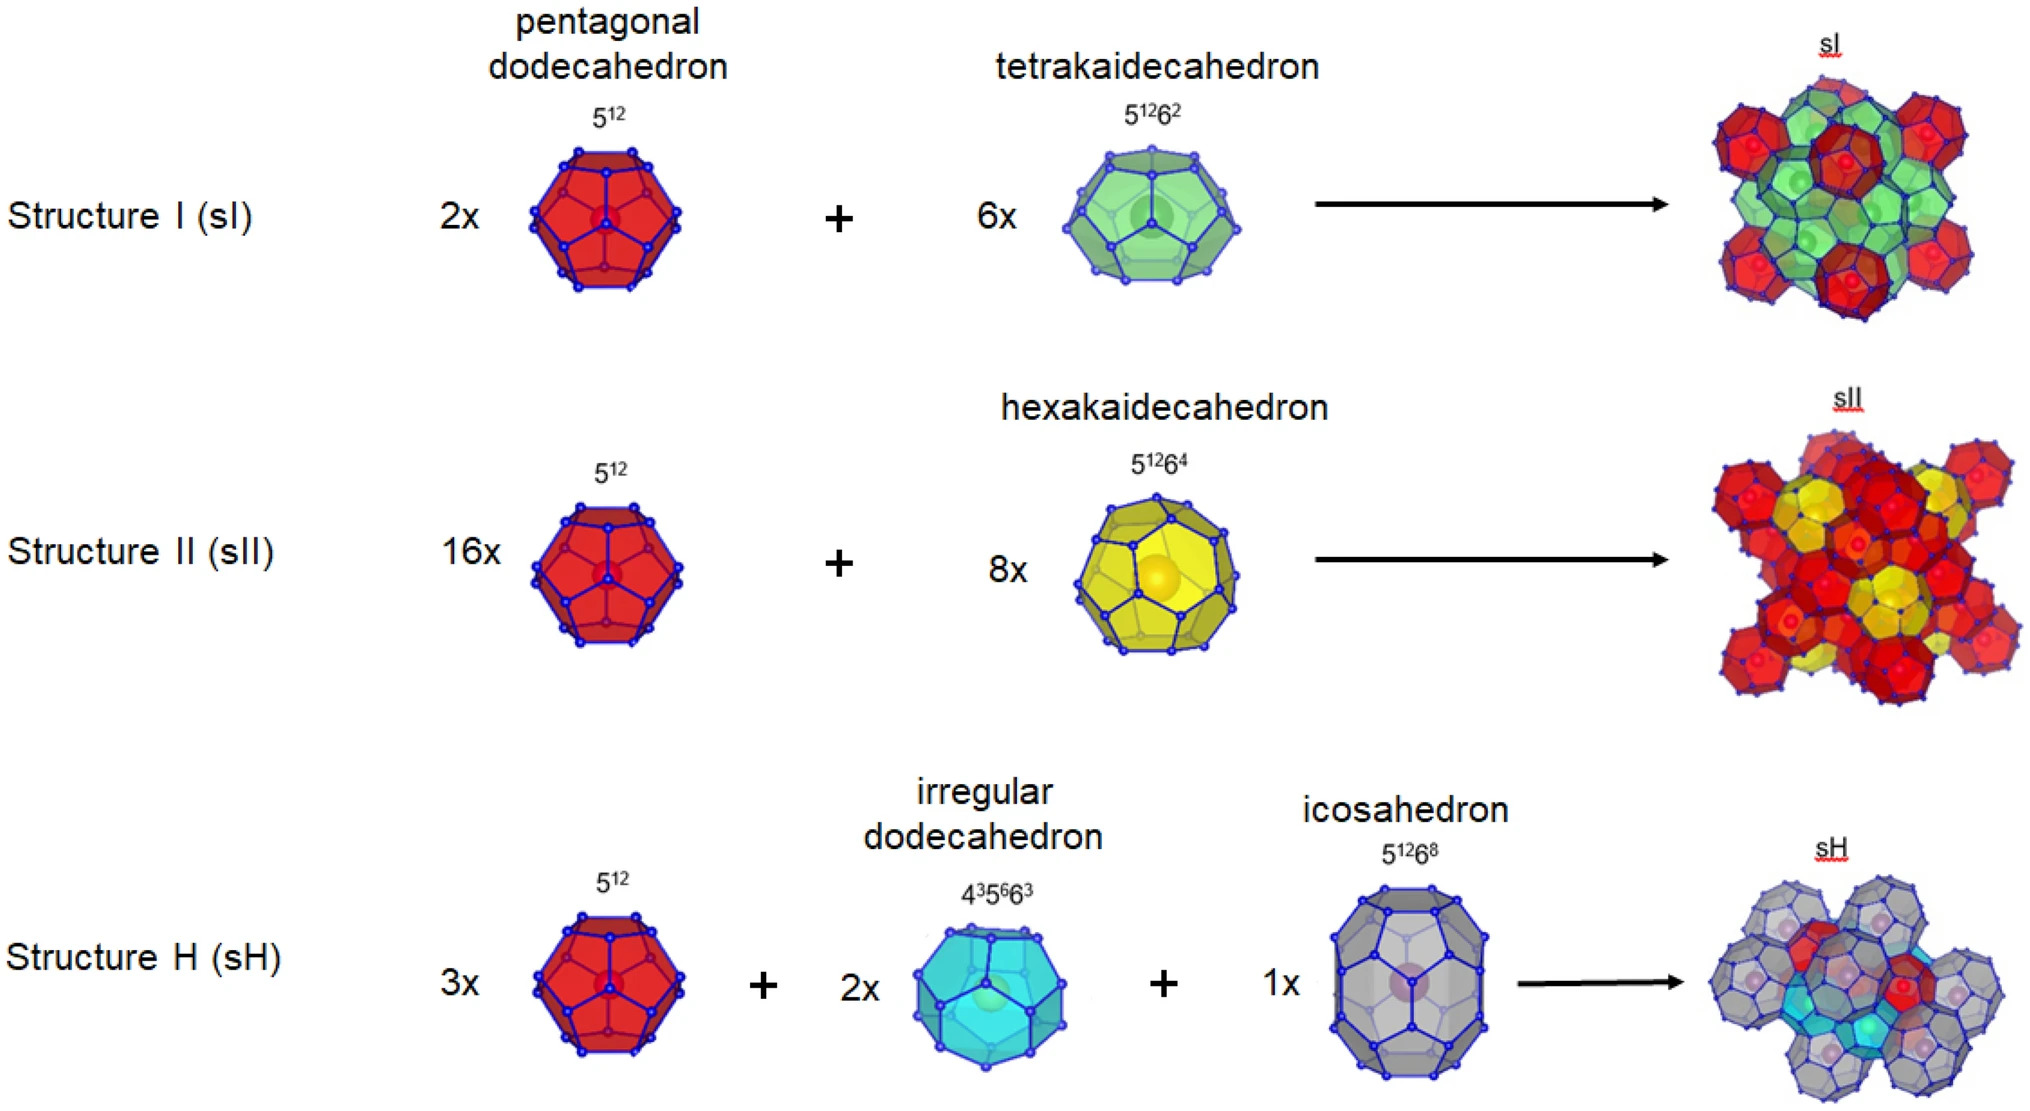 pentagonal
dodecahedron
tetrakaidecahedron
sI
5¹²
5¹²6²
Structure I (sI)
2x
+
6x
hexakaidecahedron
sII
5¹²
5¹²6⁴
Structure II (sII)
16x
+
8x
irregular
dodecahedron
icosahedron
sH
5¹²
4³5⁶6³
5¹²6⁸
Structure H (sH)
3x
+
2x
+
1x